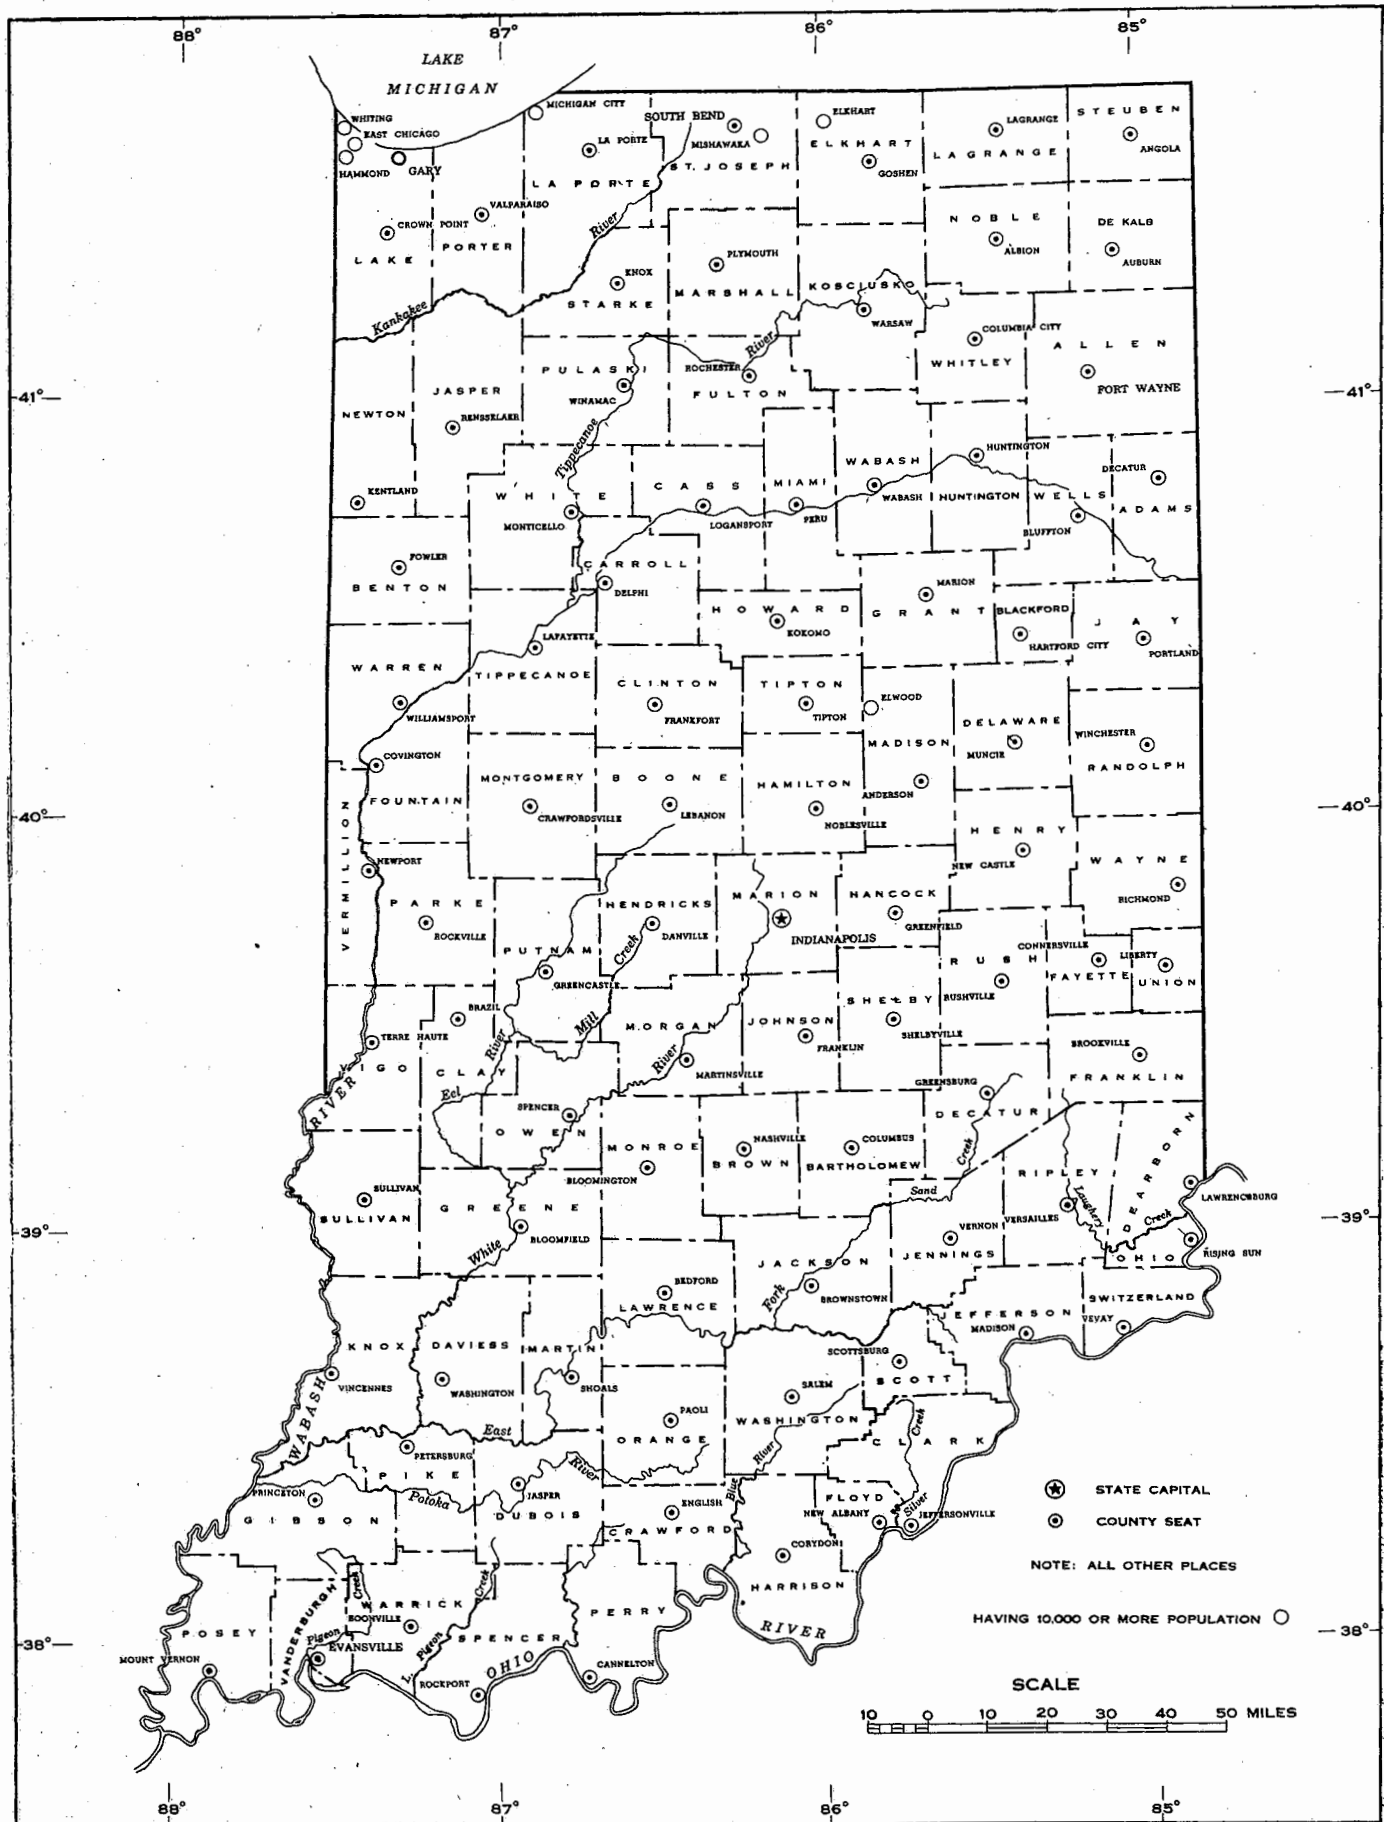 88°
87°
86°
85°
LAKE
MICHIGAN
MICHIGAN CITY
WHITING
EAST CHICAGO
HAMMOND
GARY
LA PORTE
LA PORTE
SOUTH BEND
MISHAWAKA
ST. JOSEPH
ELKHART
ELKHART
GOSHEN
LAGRANGE
LAGRANGE
STEUBEN
ANGOLA
VALPARAISO
CROWN POINT
PORTER
LAKE
River
NOBLE
ALBION
DE KALB
AUBURN
KNOX
STARKE
PLYMOUTH
MARSHALL
KOSCIUSKO
WARSAW
Kankakee
COLUMBIA CITY
WHITLEY
ALLEN
FORT WAYNE
PULASKI
WINAMAC
ROCHESTER
River
FULTON
41°
41°
JASPER
NEWTON
RENSSELAER
Tippecanoe
KENTLAND
WHITE
MONTICELLO
CASS
LOGANSPORT
MIAMI
PERU
WABASH
WABASH
HUNTINGTON
HUNTINGTON
WELLS
BLUFFTON
DECATUR
ADAMS
FOWLER
BENTON
CARROLL
DELPHI
HOWARD
KOKOMO
MARION
GRANT
BLACKFORD
HARTFORD CITY
JAY
PORTLAND
LAFAYETTE
WARREN
TIPPECANOE
WILLIAMSPORT
CLINTON
FRANKFORT
TIPTON
TIPTON
ELWOOD
MADISON
ANDERSON
DELAWARE
MUNCIE
WINCHESTER
RANDOLPH
COVINGTON
FOUNTAIN
MONTGOMERY
CRAWFORDSVILLE
BOONE
LEBANON
HAMILTON
NOBLESVILLE
40°
40°
HENRY
NEW CASTLE
WAYNE
RICHMOND
VERMILLION
NEWPORT
PARKE
ROCKVILLE
PUTNAM
GREENCASTLE
HENDRICKS
DANVILLE
MARION
INDIANAPOLIS
HANCOCK
GREENFIELD
CONNERSVILLE
RUSH
RUSHVILLE
FAYETTE
LIBERTY
UNION
Mill
Creek
BRAZIL
TERRE HAUTE
VIGO
CLAY
Eel
River
MORGAN
River
MARTINSVILLE
JOHNSON
FRANKLIN
SHELBY
SHELBYVILLE
BROOKVILLE
FRANKLIN
RIVER
SPENCER
OWEN
MONROE
BLOOMINGTON
NASHVILLE
BROWN
COLUMBUS
BARTHOLOMEW
GREENSBURG
DECATUR
Creek
Sand
RIPLEY
VERSAILLES
Laughery
Creek
DEARBORN
LAWRENCEBURG
SULLIVAN
SULLIVAN
GREENE
BLOOMFIELD
39°
39°
White
VERNON
JENNINGS
OHIO
RISING SUN
JACKSON
BROWNSTOWN
Fork
BEDFORD
LAWRENCE
JEFFERSON
MADISON
SWITZERLAND
VEVAY
KNOX
VINCENNES
DAVIESS
WASHINGTON
MARTIN
SHOALS
SCOTTSBURG
SCOTT
SALEM
WASHINGTON
PAOLI
ORANGE
Creek
CLARK
WABASH
East
PETERSBURG
PIKE
JASPER
River
Blue
River
PRINCETON
GIBSON
Patoka
DUBOIS
ENGLISH
CRAWFORD
FLOYD
NEW ALBANY
Silver
JEFFERSONVILLE
CORYDON
HARRISON
STATE CAPITAL
COUNTY SEAT
NOTE: ALL OTHER PLACES
HAVING 10,000 OR MORE POPULATION
POSEY
MOUNT VERNON
VANDERBURGH
Creek
WARRICK
BOONVILLE
Pigeon
EVANSVILLE
Creek
L. Pigeon
SPENCER
ROCKPORT
PERRY
CANNELTON
OHIO
RIVER
38°
38°
SCALE
10 0 10 20 30 40 50 MILES
88°
87°
86°
85°